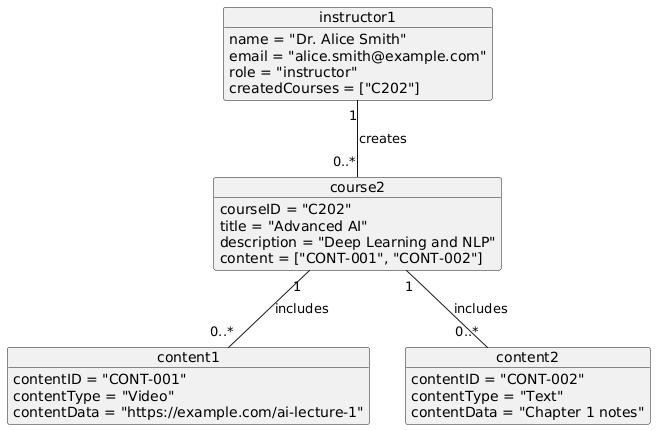 instructor1
name = "Dr. Alice Smith"
email = "alice.smith@example.com"
role = "instructor"
createdCourses = ["C202"]
1
creates
0..*
course2
courseID = "C202"
title = "Advanced AI"
description = "Deep Learning and NLP"
content = ["CONT-001", "CONT-002"]
1
1
includes
includes
0..*
0..*
content1
contentID = "CONT-001"
contentType = "Video"
contentData = "https://example.com/ai-lecture-1"
content2
contentID = "CONT-002"
contentType = "Text"
contentData = "Chapter 1 notes"